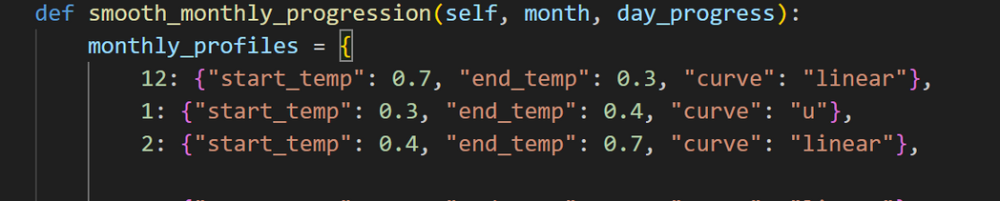 def smooth_monthly_progression(self, month, day_progress):
monthly_profiles = {
12: {"start_temp": 0.7, "end_temp": 0.3, "curve": "linear"},
1: {"start_temp": 0.3, "end_temp": 0.4, "curve": "u"},
2: {"start_temp": 0.4, "end_temp": 0.7, "curve": "linear"},